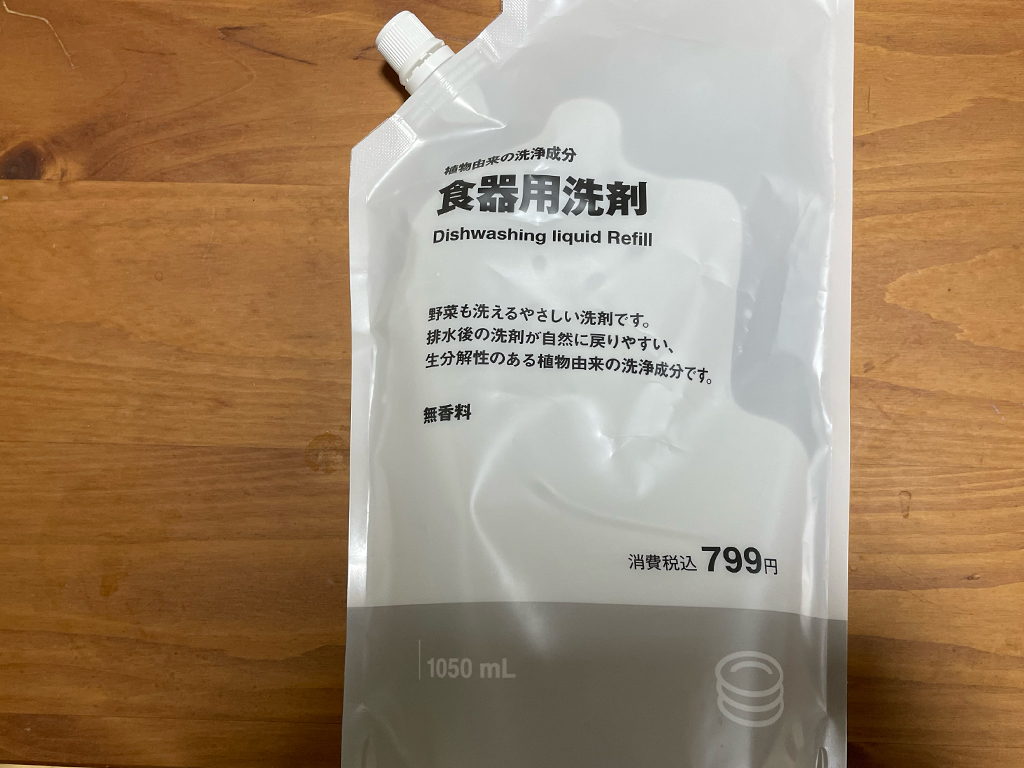 植物由来の洗浄成分
食器用洗剤
Dishwashing liquid Refill
野菜も洗えるやさしい洗剤です。
排水後の洗剤が自然に戻りやすい、
生分解性のある植物由来の洗浄成分です。
無香料
消費税込 799円
1050 mL